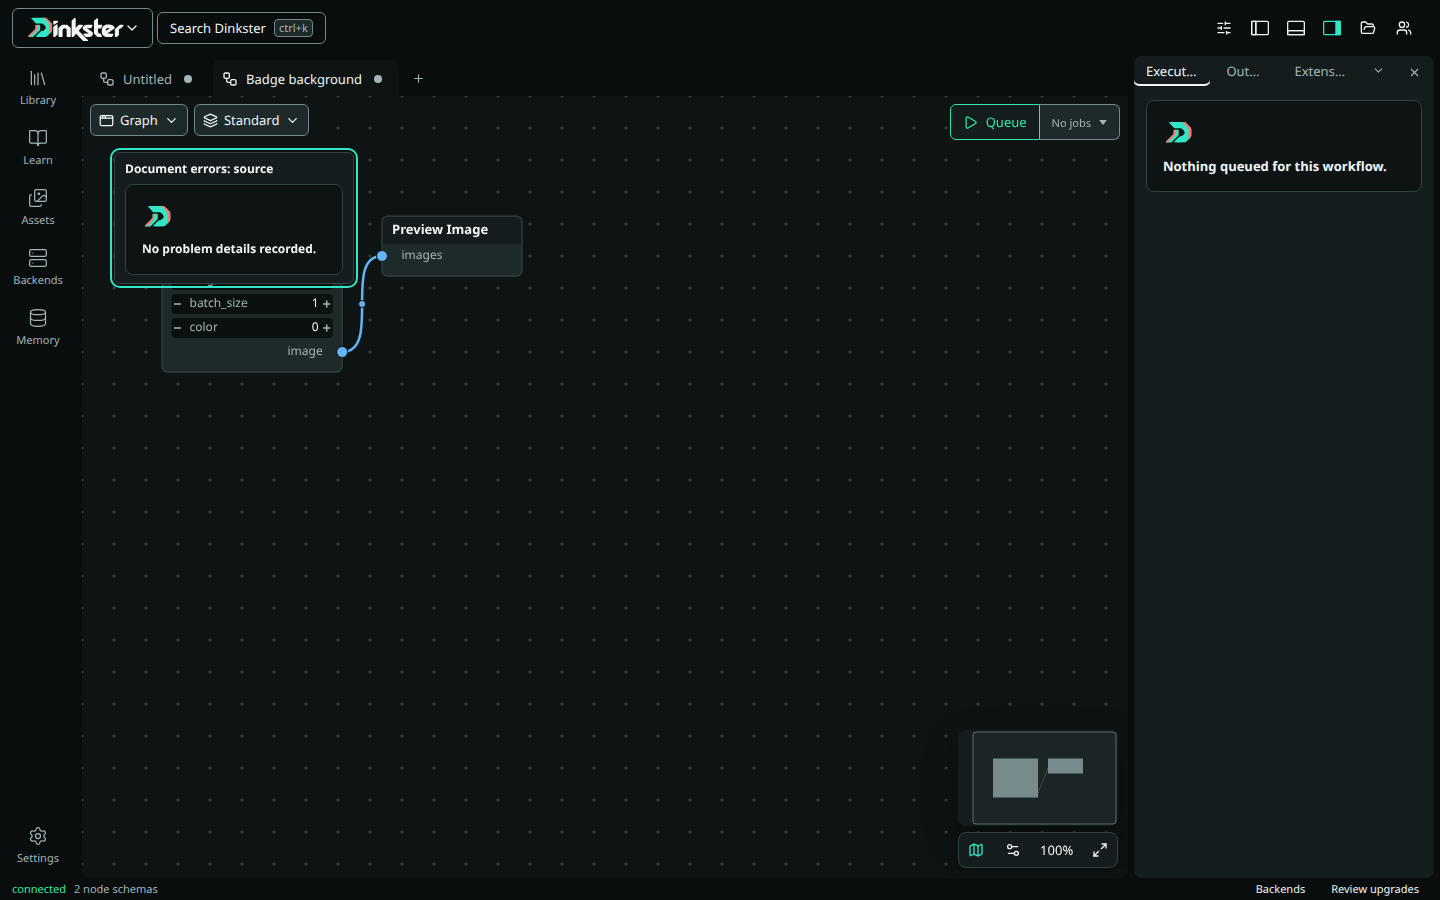 Dinkster
Search Dinkster ctrl+k
Library
Learn
Assets
Backends
Memory
Settings
Untitled
Badge background
Graph
Standard
Queue
No jobs
Document errors: source
No problem details recorded.
batch_size 1
color 0
image
Preview Image
images
100%
Execut... Out... Extens...
Nothing queued for this workflow.
connected 2 node schemas
Backends Review upgrades